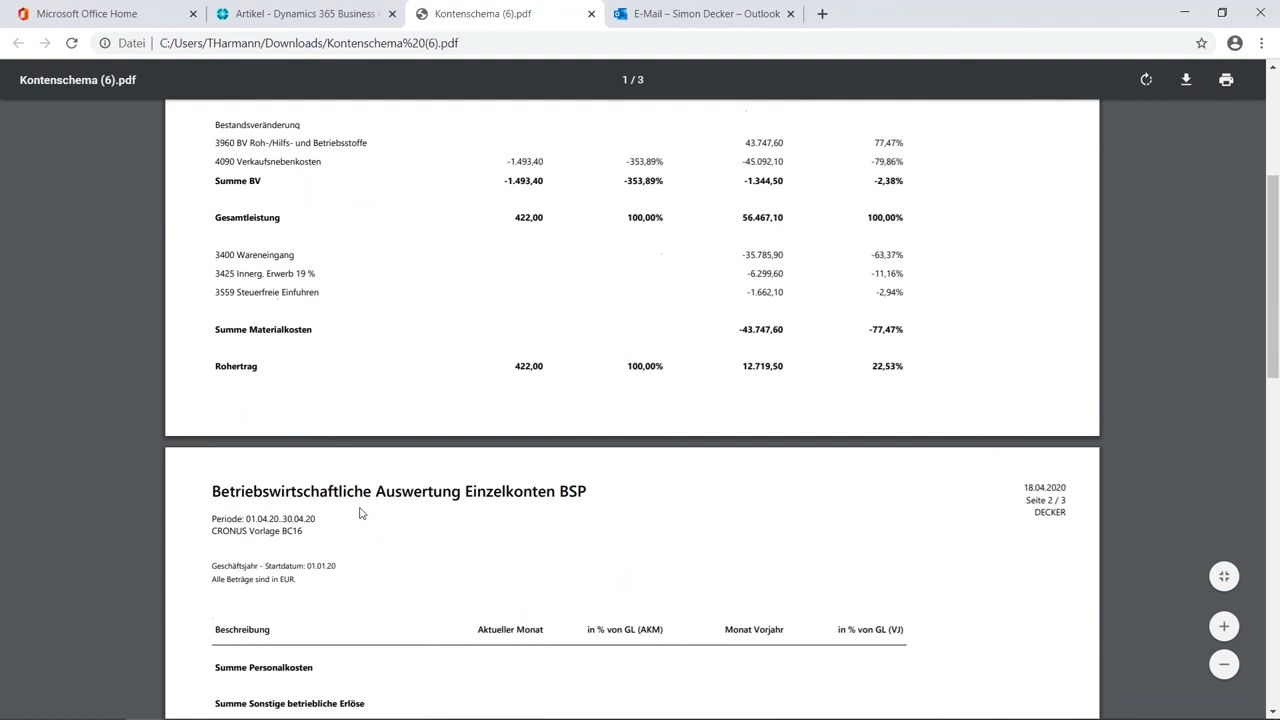 Microsoft Office Home
Artikel - Dynamics 365 Business
Kontenschema (6).pdf
E-Mail – Simon Decker – Outlook
Datei
C:/Users/THarmann/Downloads/Kontenschema%20(6).pdf
Kontenschema (6).pdf
1 / 3
Bestandsveränderung
3960 BV Roh-/Hilfs- und Betriebsstoffe 43.747,60 77,47%
4090 Verkaufsnebenkosten -1.493,40 -353,89% -45.092,10 -79,86%
Summe BV -1.493,40 -353,89% -1.344,50 -2,38%
Gesamtleistung 422,00 100,00% 56.467,10 100,00%
3400 Wareneingang -35.785,90 -63,37%
3425 Innerg. Erwerb 19 % -6.299,60 -11,16%
3559 Steuerfreie Einfuhren -1.662,10 -2,94%
Summe Materialkosten -43.747,60 -77,47%
Rohertrag 422,00 100,00% 12.719,50 22,53%
Betriebswirtschaftliche Auswertung Einzelkonten BSP
18.04.2020
Seite 2 / 3
DECKER
Periode: 01.04.20..30.04.20
CRONUS Vorlage BC16
Geschäftsjahr - Startdatum: 01.01.20
Alle Beträge sind in EUR.
Beschreibung Aktueller Monat in % von GL (AKM) Monat Vorjahr in % von GL (VJ)
Summe Personalkosten
Summe Sonstige betriebliche Erlöse